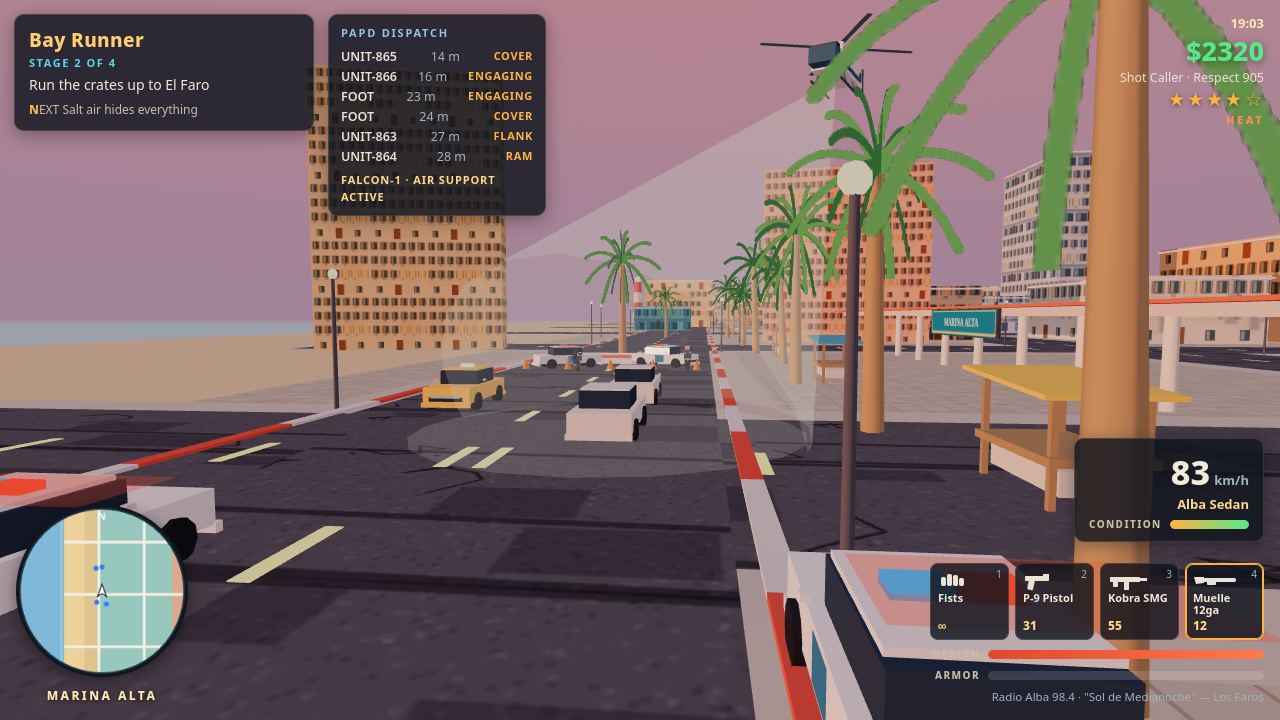 Bay Runner
STAGE 2 OF 4
Run the crates up to El Faro
NEXT Salt air hides everything
PAPD DISPATCH
UNIT-865 14 m COVER
UNIT-866 16 m ENGAGING
FOOT 23 m ENGAGING
FOOT 24 m COVER
UNIT-863 27 m FLANK
UNIT-864 28 m RAM
FALCON-1 · AIR SUPPORT
ACTIVE
19:03
$2320
Shot Caller · Respect 905
★★★★☆
HEAT
MARINA ALTA
83 km/h
Alba Sedan
CONDITION
1
Fists
∞
2
P-9 Pistol
31
3
Kobra SMG
55
4
Muelle
12ga
12
HEALTH
ARMOR
Radio Alba 98.4 · "Sol de Medianoche" — Los Faros
N
MARINA ALTA